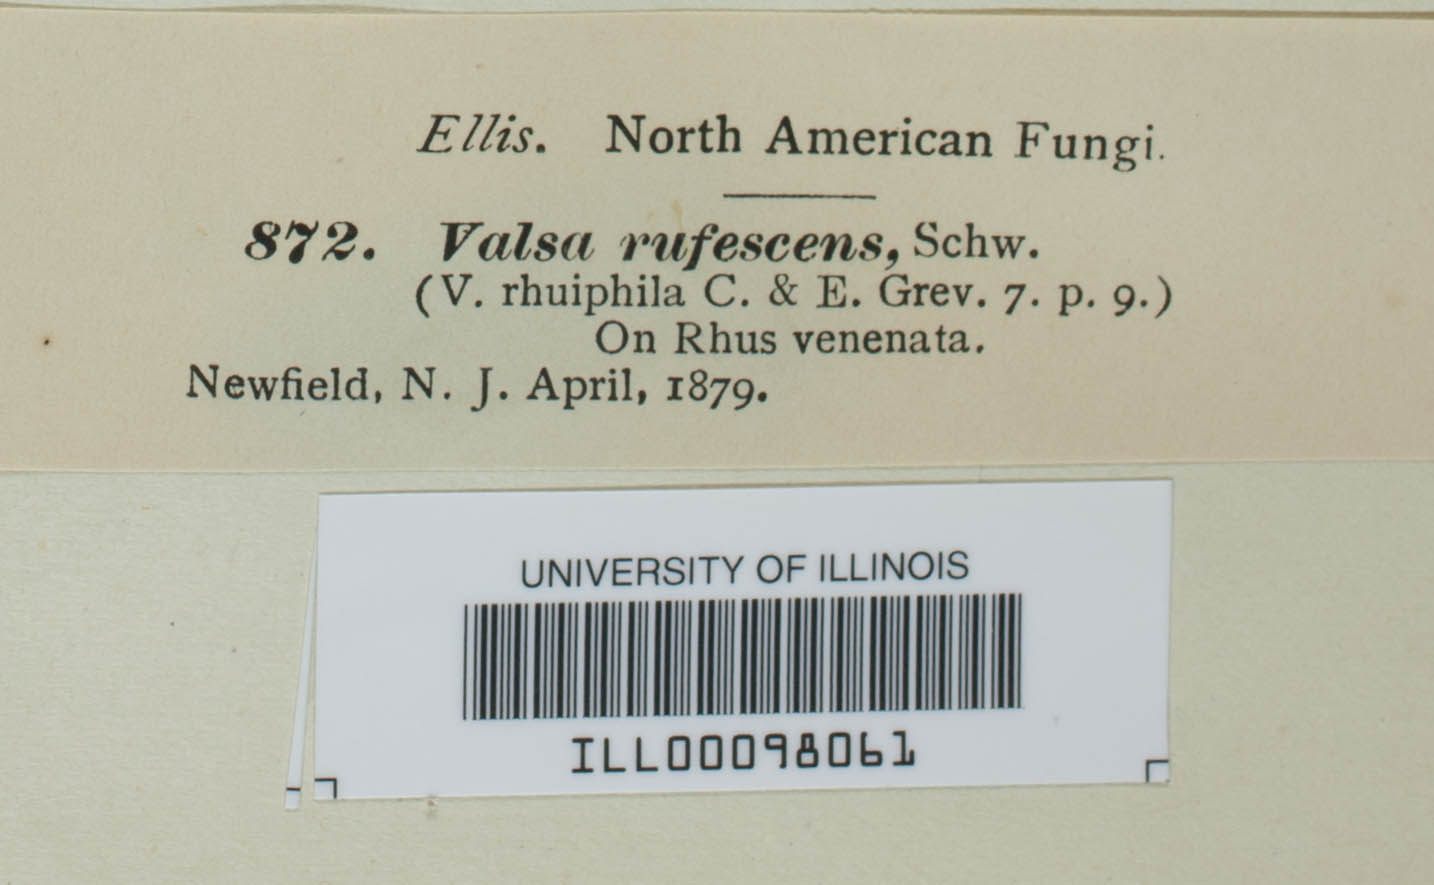 Ellis. North American Fungi.
872. Valsa rufescens, Schw.
(V. rhuiphila C. & E. Grev. 7. p. 9.)
On Rhus venenata.
Newfield, N. J. April, 1879.
UNIVERSITY OF ILLINOIS
ILL00098061